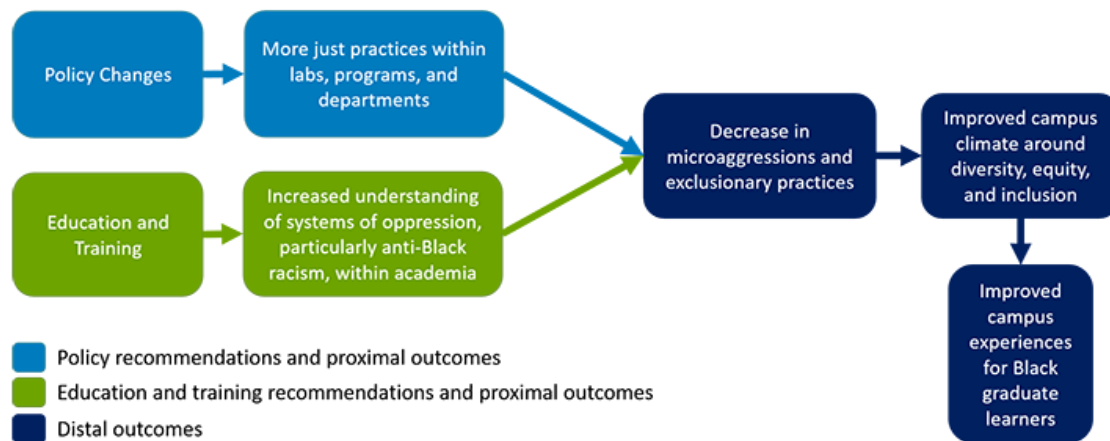 Policy Changes
More just practices within
labs, programs, and
departments
Education and
Training
Increased understanding
of systems of oppression,
particularly anti-Black
racism, within academia
Decrease in
microaggressions and
exclusionary practices
Improved campus
climate around
diversity, equity,
and inclusion
Improved
campus
experiences
for Black
graduate
learners
Policy recommendations and proximal outcomes
Education and training recommendations and proximal outcomes
Distal outcomes